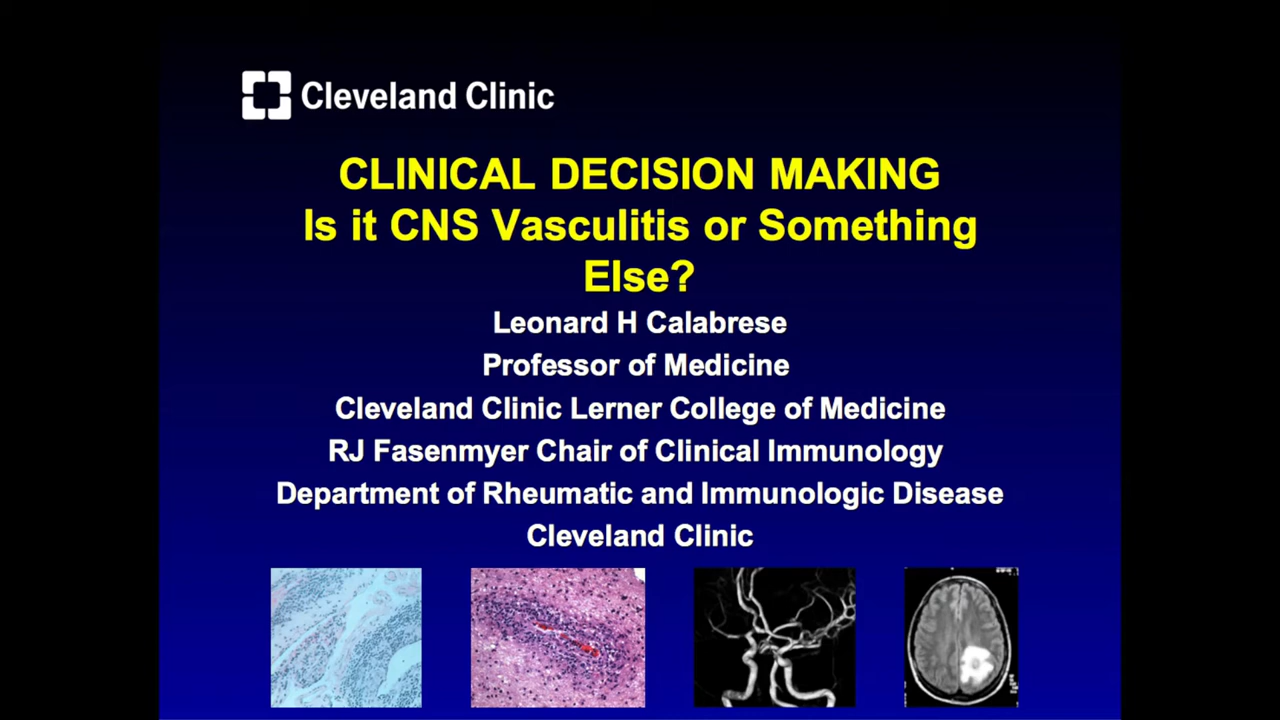 Cleveland Clinic
CLINICAL DECISION MAKING
Is it CNS Vasculitis or Something
Else?
Leonard H Calabrese
Professor of Medicine
Cleveland Clinic Lerner College of Medicine
RJ Fasenmyer Chair of Clinical Immunology
Department of Rheumatic and Immunologic Disease
Cleveland Clinic